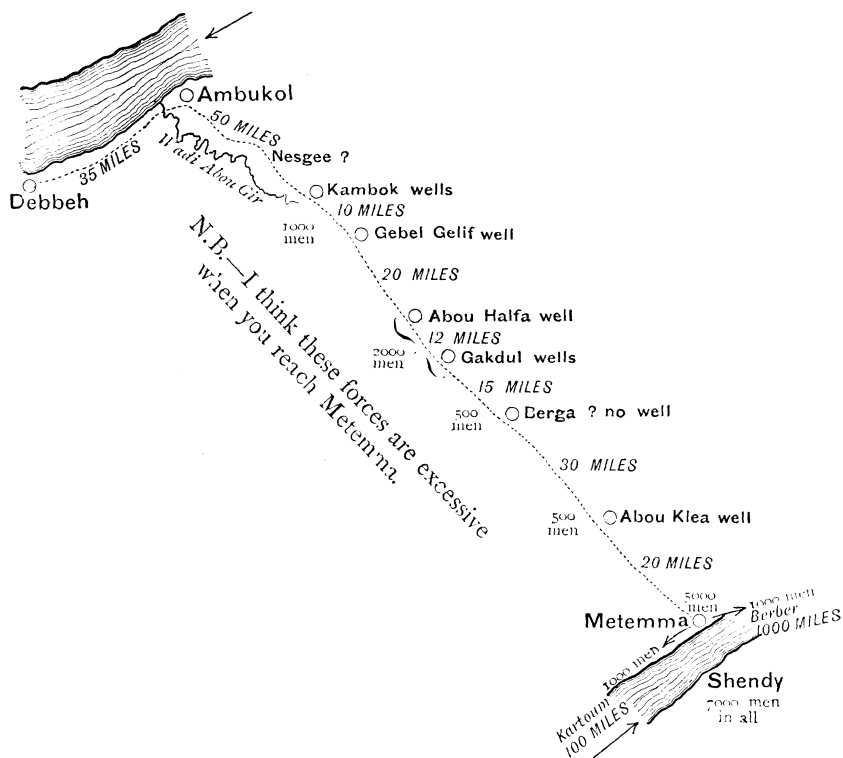 Ambukol
50 MILES
35 MILES
Wadi Abou Gir
Nesgee ?
Debbeh
Kambok wells
10 MILES
1000
men
Gebel Gelif well
20 MILES
N.B.—I think these forces are excessive
when you reach Metemma.
Abou Halfa well
12 MILES
2000
men
Gakdul wells
15 MILES
500
men
Berga ? no well
30 MILES
500
men
Abou Klea well
20 MILES
5000
men
1000 men
Berber
1000 MILES
Metemma
1000 men
Shendy
7000 men
in all
Kartoum
100 MILES